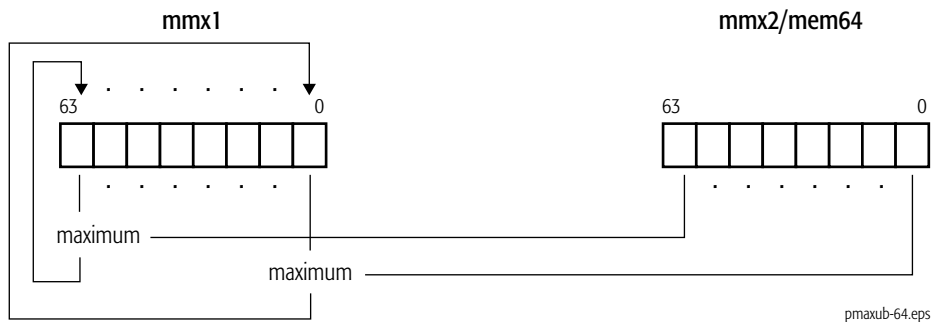 mmx1 mmx2/mem64
. . . . . .
63 0 63 0
. . . . . . . . . . . .
maximum
maximum
pmaxub-64.eps